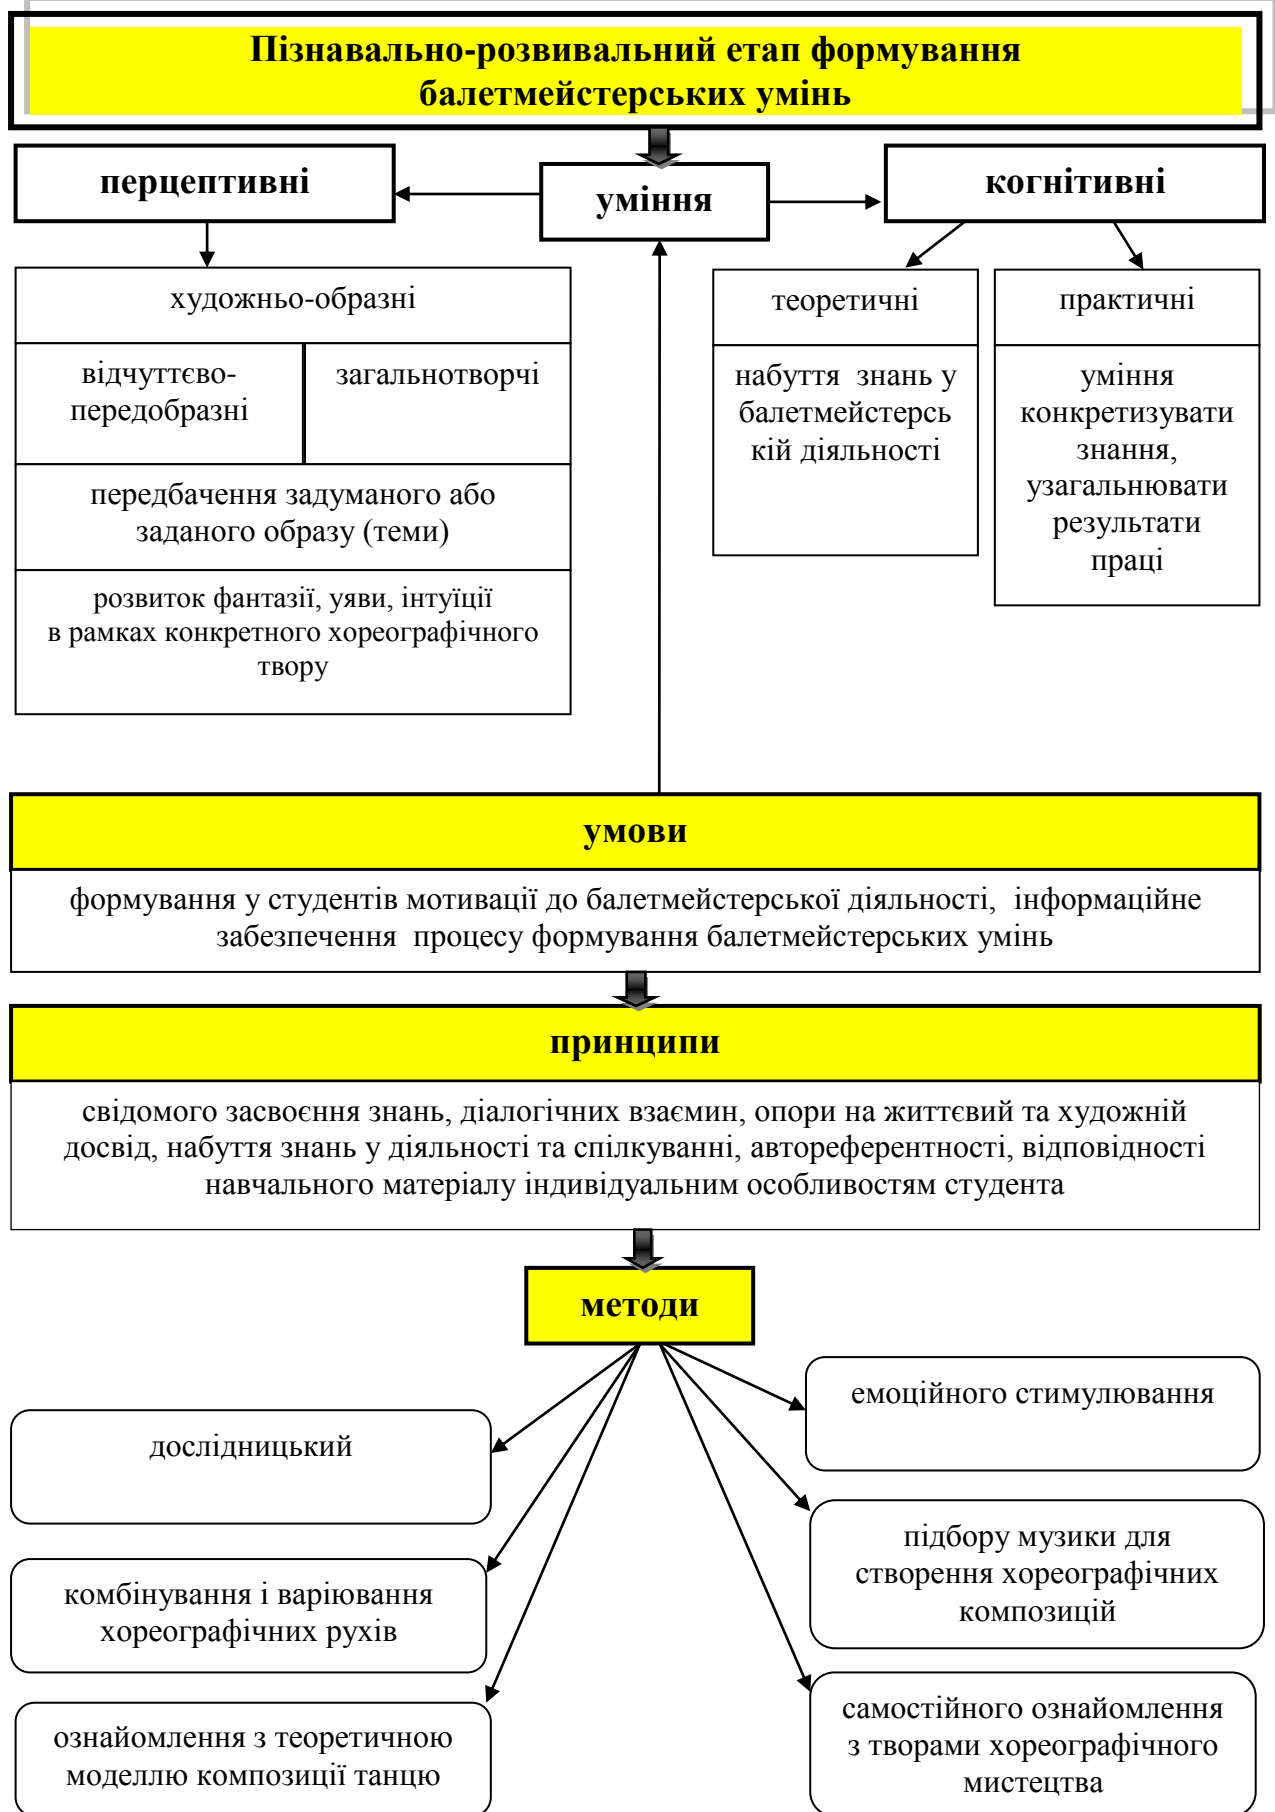 Пізнавально-розвивальний етап формування
балетмейстерських умінь
перцептивні
уміння
когнітивні
художньо-образні
відчуттєво-
передобразні
загальнотворчі
передбачення задуманого або
заданого образу (теми)
розвиток фантазії, уяви, інтуїції
в рамках конкретного хореографічного
твору
теоретичні
набуття знань у
балетмейстерсь
кій діяльності
практичні
уміння
конкретизувати
знання,
узагальнювати
результати
праці
умови
формування у студентів мотивації до балетмейстерської діяльності, інформаційне
забезпечення процесу формування балетмейстерських умінь
принципи
свідомого засвоєння знань, діалогічних взаємин, опори на життєвий та художній
досвід, набуття знань у діяльності та спілкуванні, автореферентності, відповідності
навчального матеріалу індивідуальним особливостям студента
методи
дослідницький
комбінування і варіювання
хореографічних рухів
ознайомлення з теоретичною
моделлю композиції танцю
емоційного стимулювання
підбору музики для
створення хореографічних
композицій
самостійного ознайомлення
з творами хореографічного
мистецтва